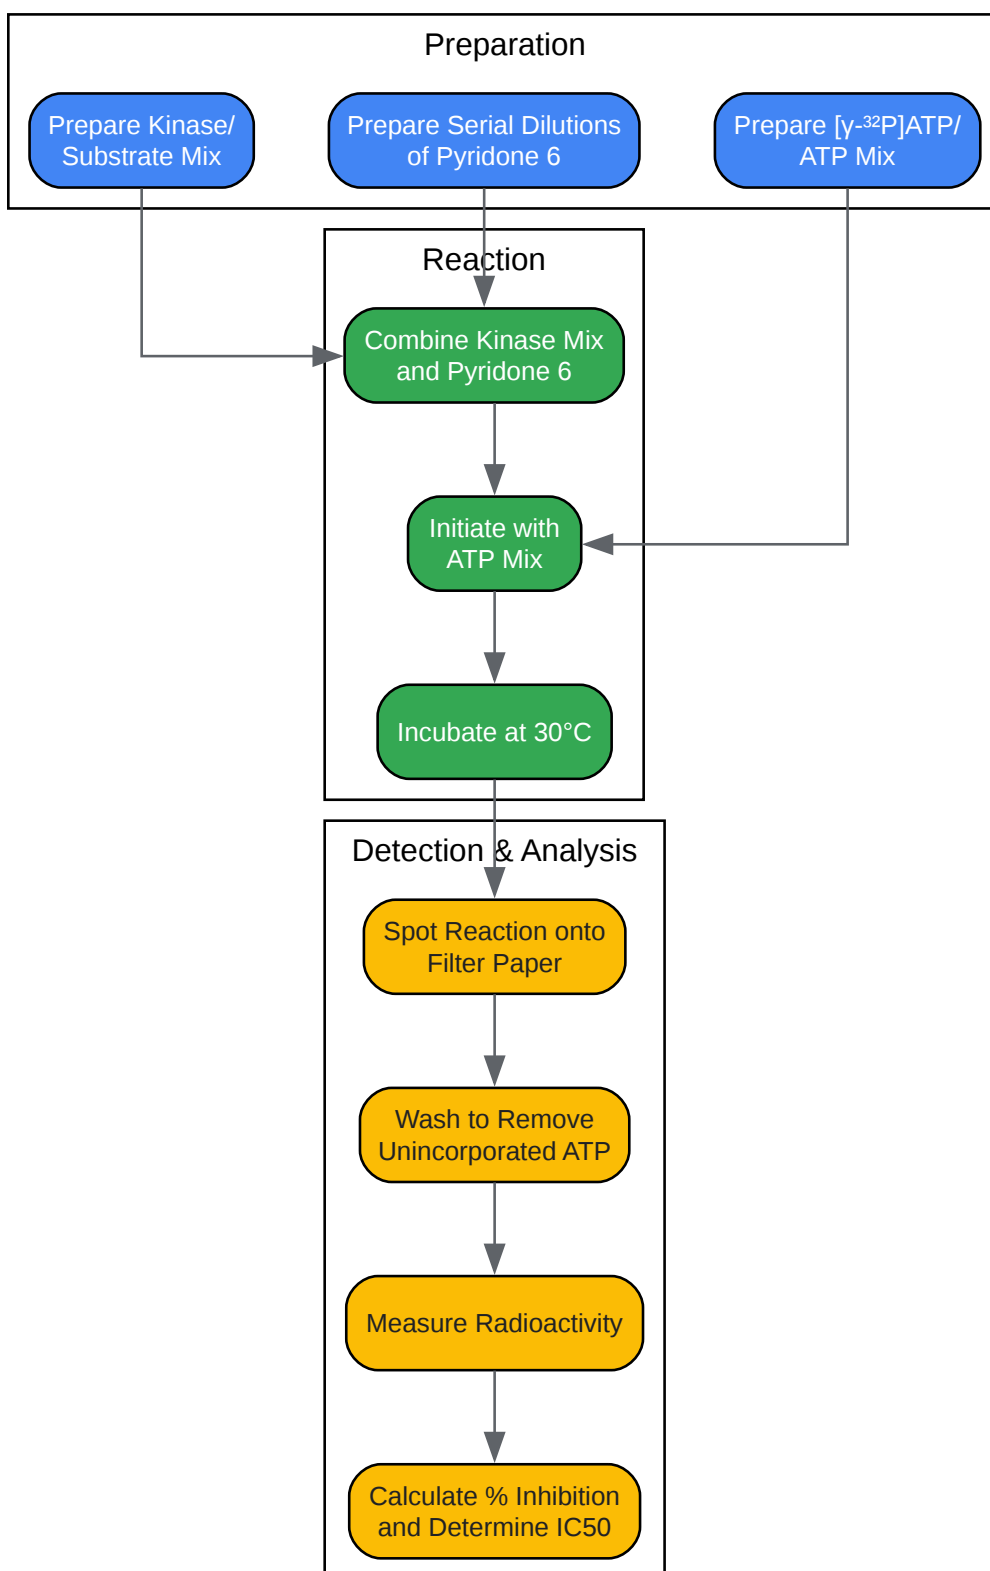 Preparation
Prepare Kinase/
Substrate Mix
Prepare Serial Dilutions
of Pyridone 6
Prepare [γ-³²P]ATP/
ATP Mix
Reaction
Combine Kinase Mix
and Pyridone 6
Initiate with
ATP Mix
Incubate at 30°C
Detection & Analysis
Spot Reaction onto
Filter Paper
Wash to Remove
Unincorporated ATP
Measure Radioactivity
Calculate % Inhibition
and Determine IC50